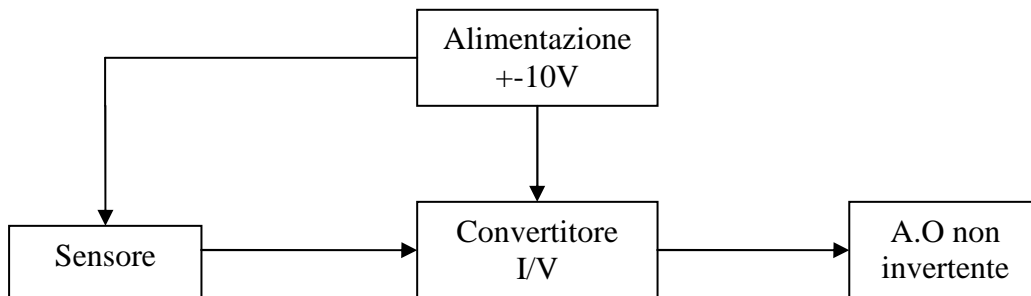 Alimentazione
+-10V
Sensore
Convertitore
I/V
A.O non
invertente